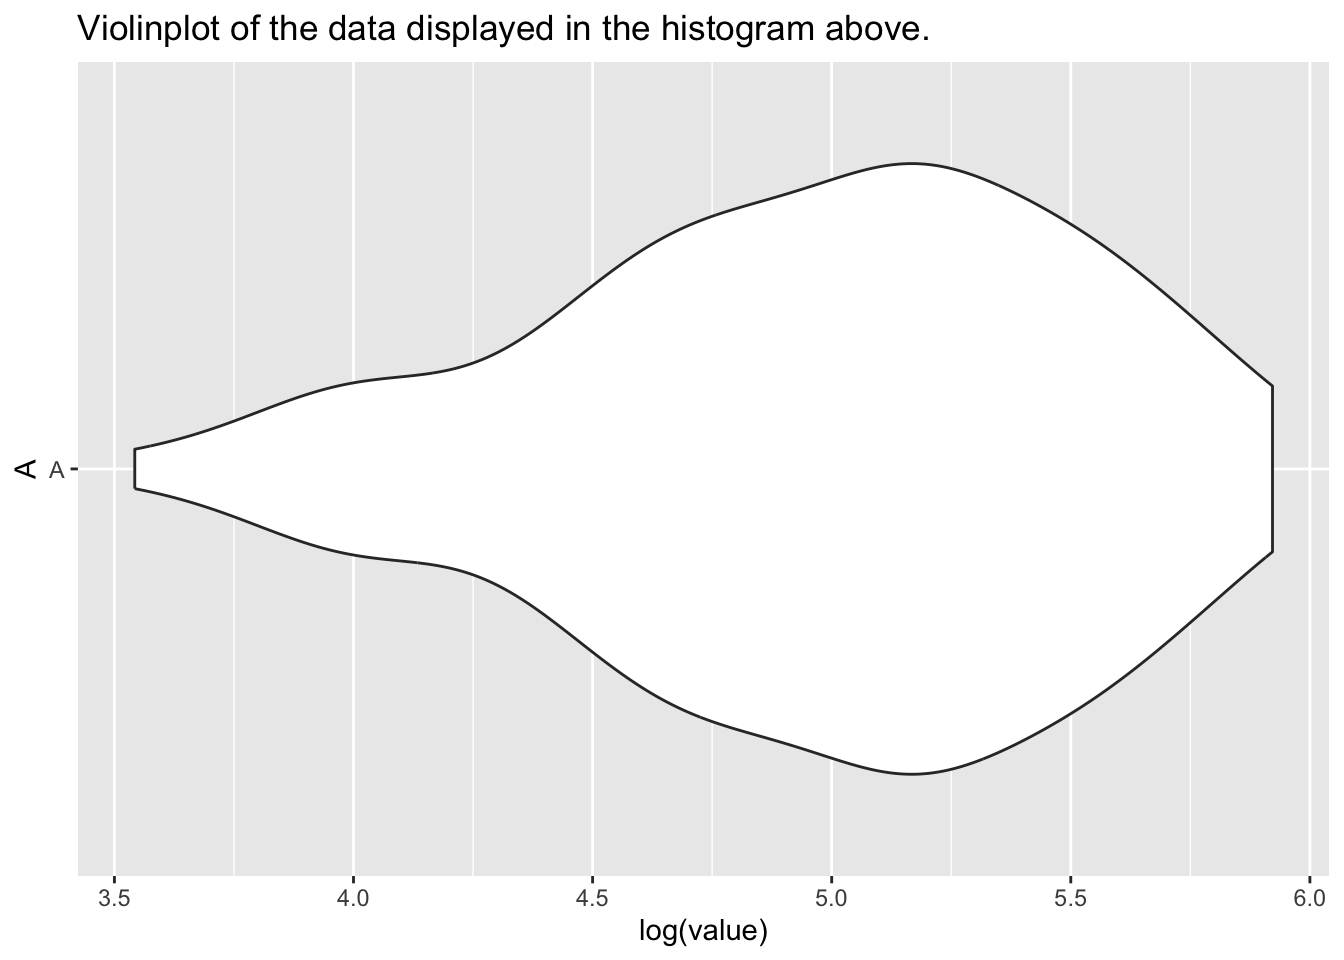 Violinplot of the data displayed in the histogram above.
A
A
3.5 4.0 4.5 5.0 5.5 6.0
log(value)